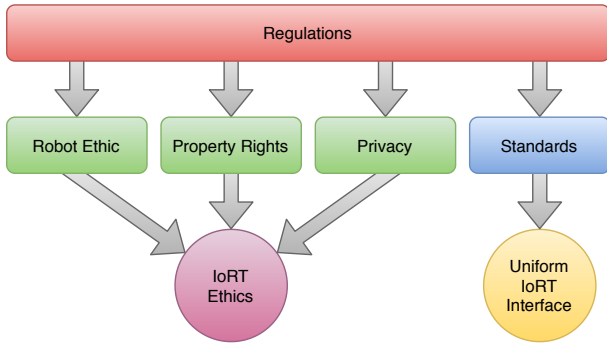 Regulations
Robot Ethic
Property Rights
Privacy
Standards
IoRT
Ethics
Uniform
IoRT
Interface